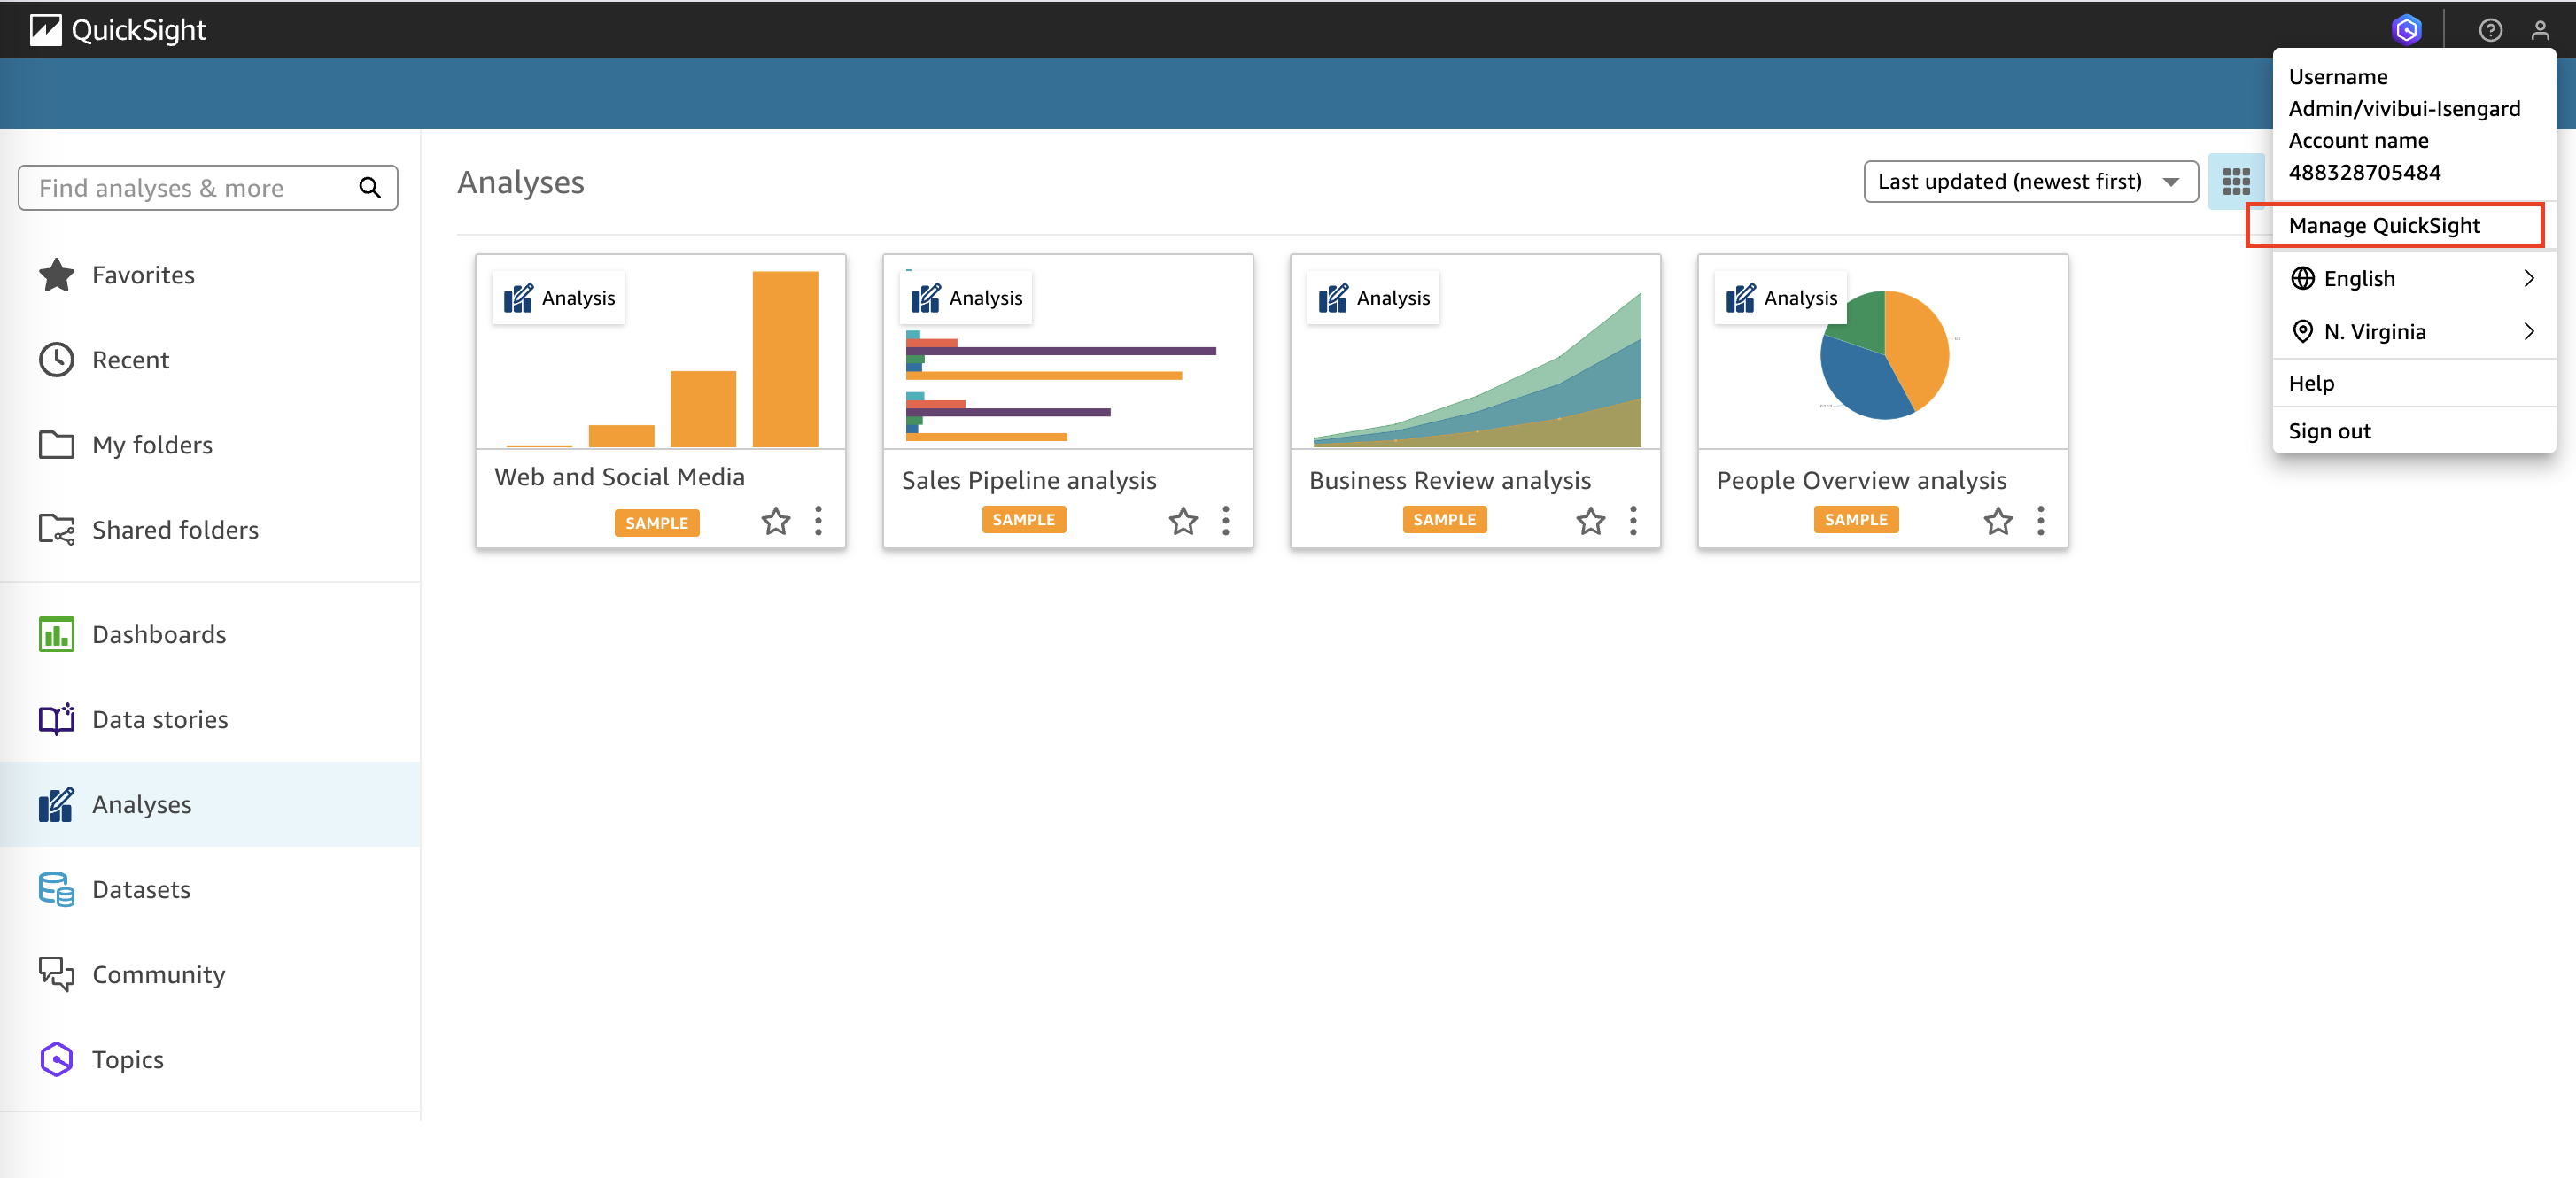 QuickSight
Username
Admin/vivibui-Isengard
Account name
488328705484
Manage QuickSight
English
N. Virginia
Help
Sign out
Find analyses & more
Favorites
Recent
My folders
Shared folders
Dashboards
Data stories
Analyses
Datasets
Community
Topics
Analyses
Last updated (newest first)
Analysis
Web and Social Media
SAMPLE
Analysis
Sales Pipeline analysis
SAMPLE
Analysis
Business Review analysis
SAMPLE
Analysis
People Overview analysis
SAMPLE